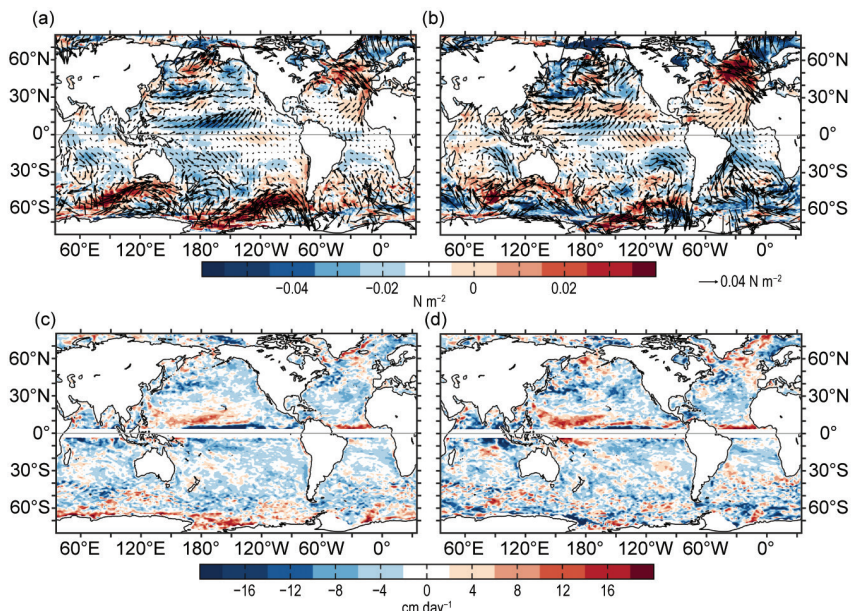 (a) (b)
60°N 60°N
30°N 30°N
0° 0°
30°S 30°S
60°S 60°S
60°E 120°E 180° 120°W 60°W 0° 60°E 120°E 180° 120°W 60°W 0°
−0.04 −0.02 0 0.02
N m⁻²
0.04 N m⁻²
(c) (d)
60°N 60°N
30°N 30°N
0° 0°
30°S 30°S
60°S 60°S
60°E 120°E 180° 120°W 60°W 0° 60°E 120°E 180° 120°W 60°W 0°
−16 −12 −8 −4 0 4 8 12 16
cm day⁻¹